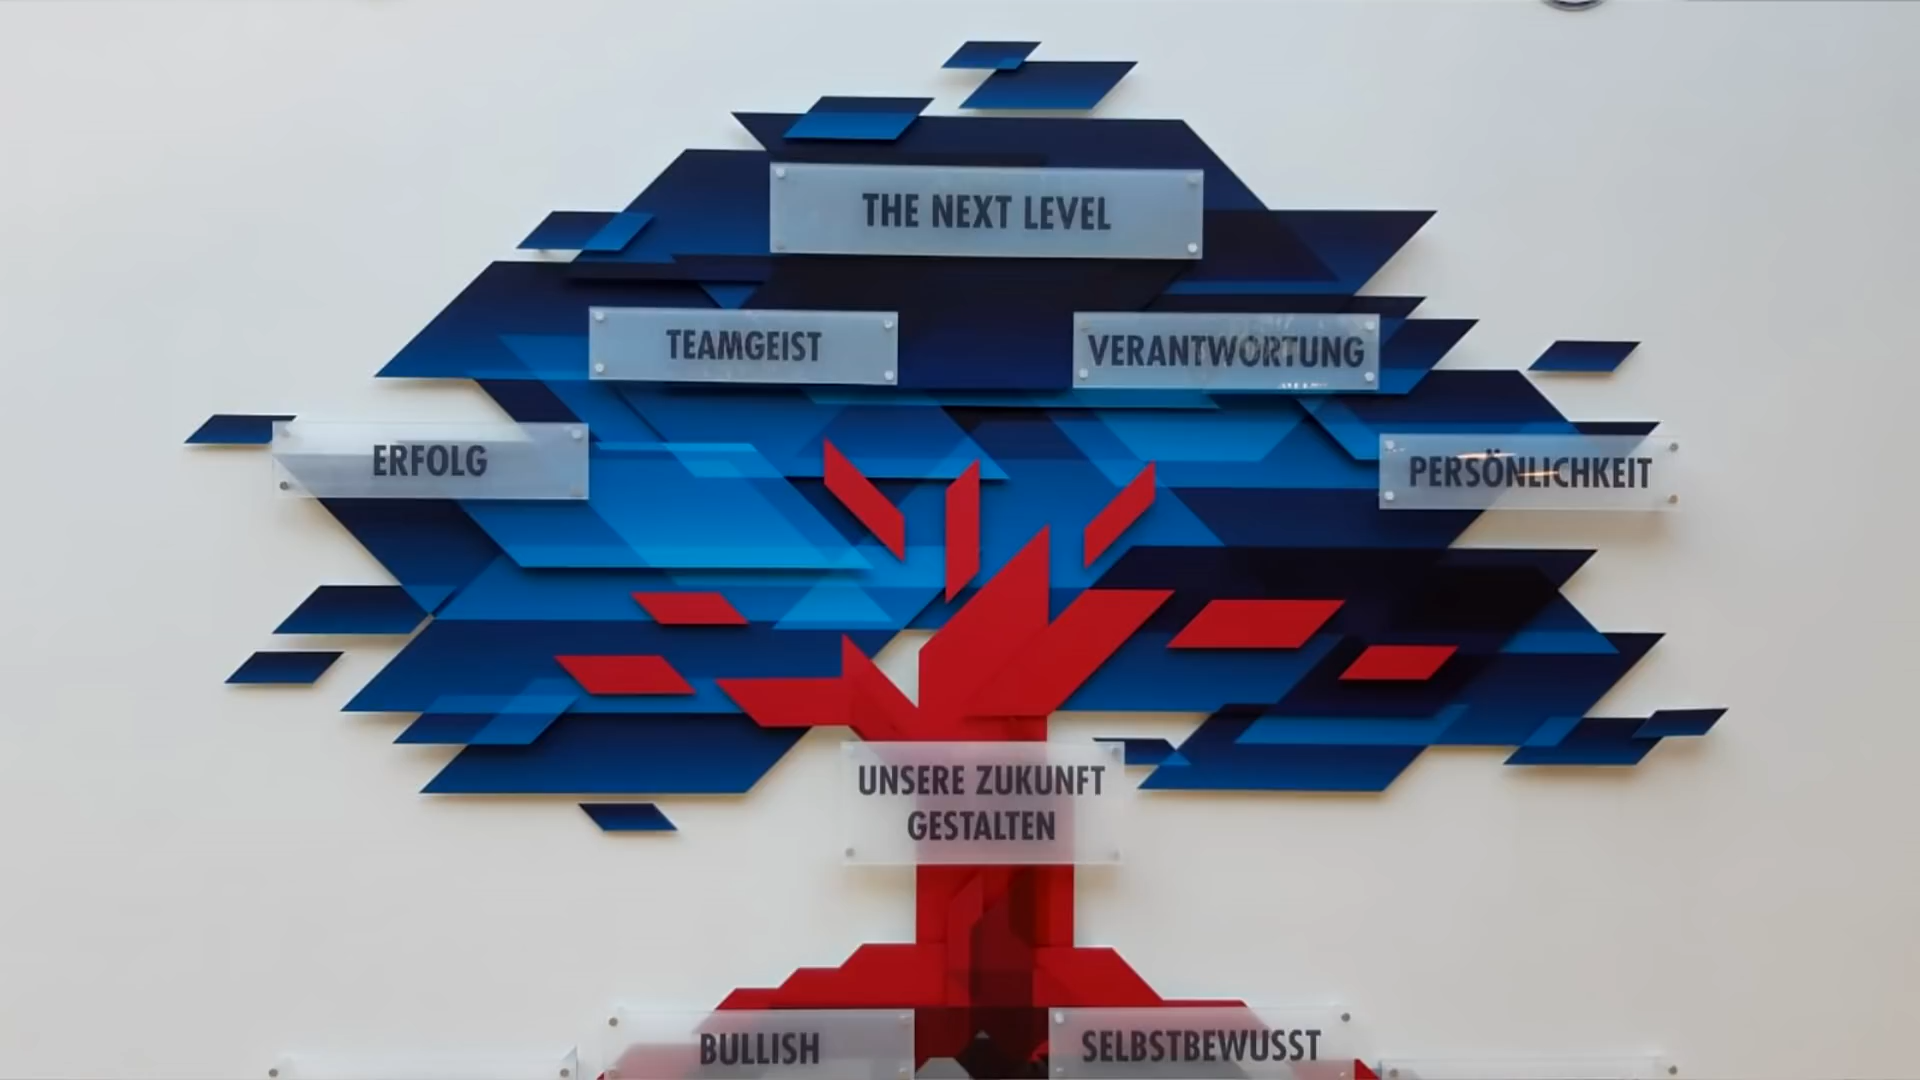 THE NEXT LEVEL
TEAMGEIST
VERANTWORTUNG
ERFOLG
PERSÖNLICHKEIT
UNSERE ZUKUNFT
GESTALTEN
BULLISH
SELBSTBEWUSST